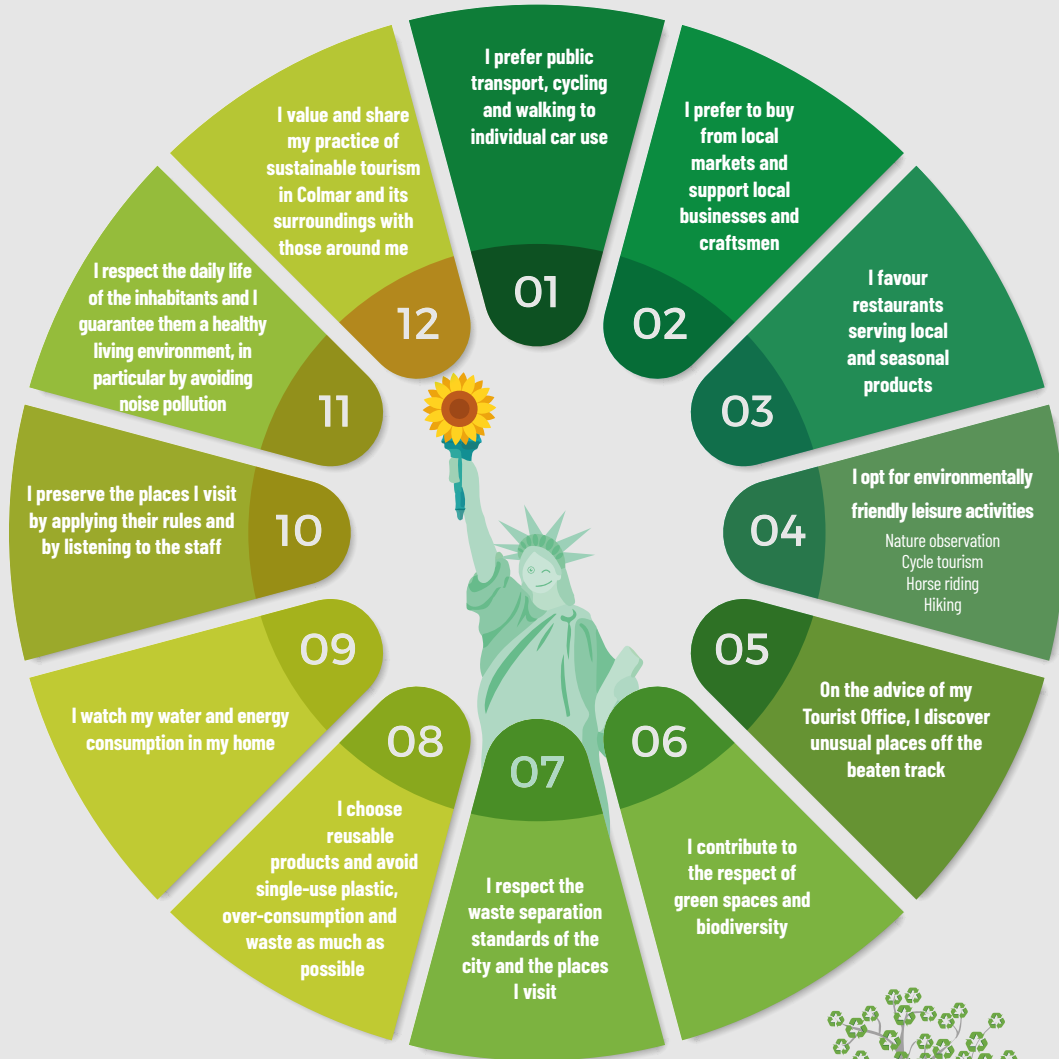 I prefer public
transport, cycling
and walking to
individual car use
01
I prefer to buy
from local
markets and
support local
businesses and
craftsmen
02
I favour
restaurants
serving local
and seasonal
products
03
I opt for environmentally
friendly leisure activities
Nature observation
Cycle tourism
Horse riding
Hiking
04
On the advice of my
Tourist Office, I discover
unusual places off the
beaten track
05
I contribute to
the respect of
green spaces and
biodiversity
06
I respect the
waste separation
standards of the
city and the places
I visit
07
I choose
reusable
products and avoid
single-use plastic,
over-consumption and
waste as much as
possible
08
I watch my water and energy
consumption in my home
09
I preserve the places I visit
by applying their rules and
by listening to the staff
10
I respect the daily life
of the inhabitants and I
guarantee them a healthy
living environment, in
particular by avoiding
noise pollution
11
I value and share
my practice of
sustainable tourism
in Colmar and its
surroundings with
those around me
12